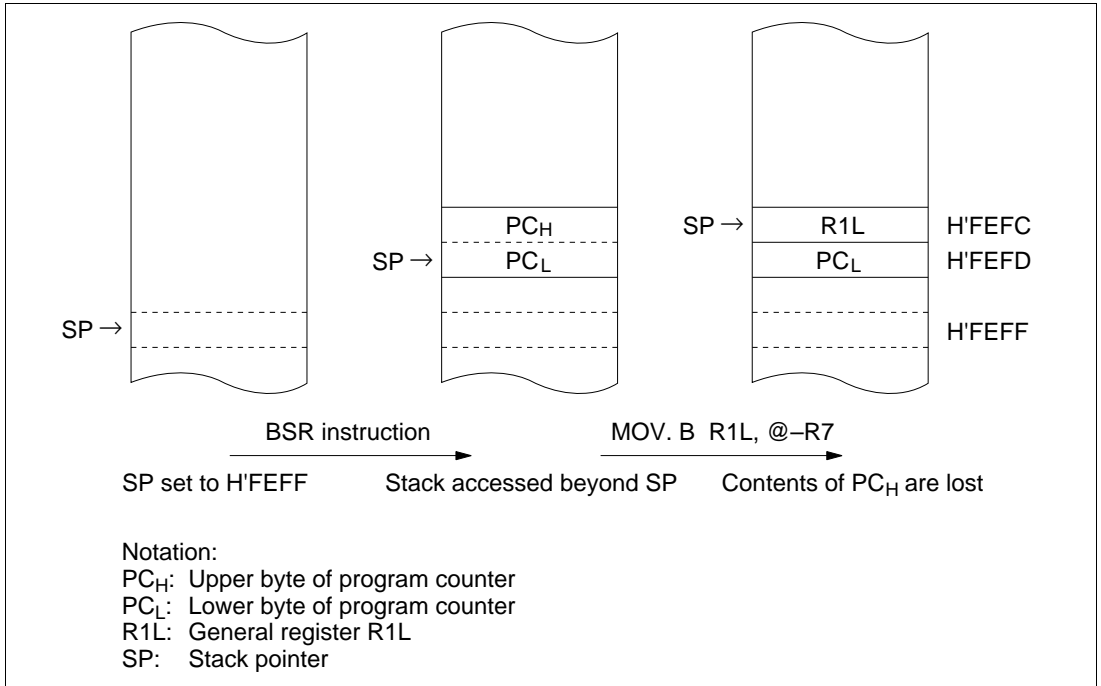 PCH
SP → R1L H'FEFC
SP → PCL PCL H'FEFD
SP → H'FEFF
BSR instruction MOV. B R1L, @–R7
SP set to H'FEFF Stack accessed beyond SP Contents of PCH are lost
Notation:
PCH: Upper byte of program counter
PCL: Lower byte of program counter
R1L: General register R1L
SP: Stack pointer